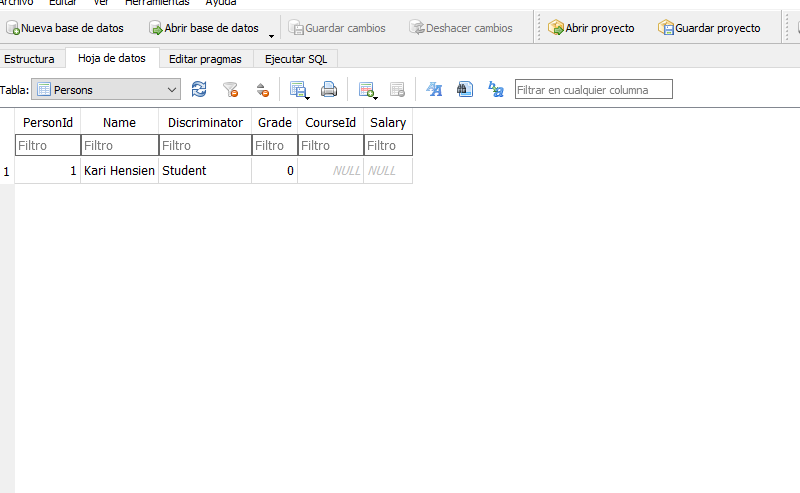 Archivo Editar Ver Herramientas Ayuda
Nueva base de datos Abrir base de datos Guardar cambios Deshacer cambios Abrir proyecto Guardar proyecto
Estructura Hoja de datos Editar pragmas Ejecutar SQL
Tabla: Persons Filtrar en cualquier columna
PersonId Name Discriminator Grade CourseId Salary
Filtro Filtro Filtro Filtro Filtro Filtro
1 1 Kari Hensien Student 0 NULL NULL